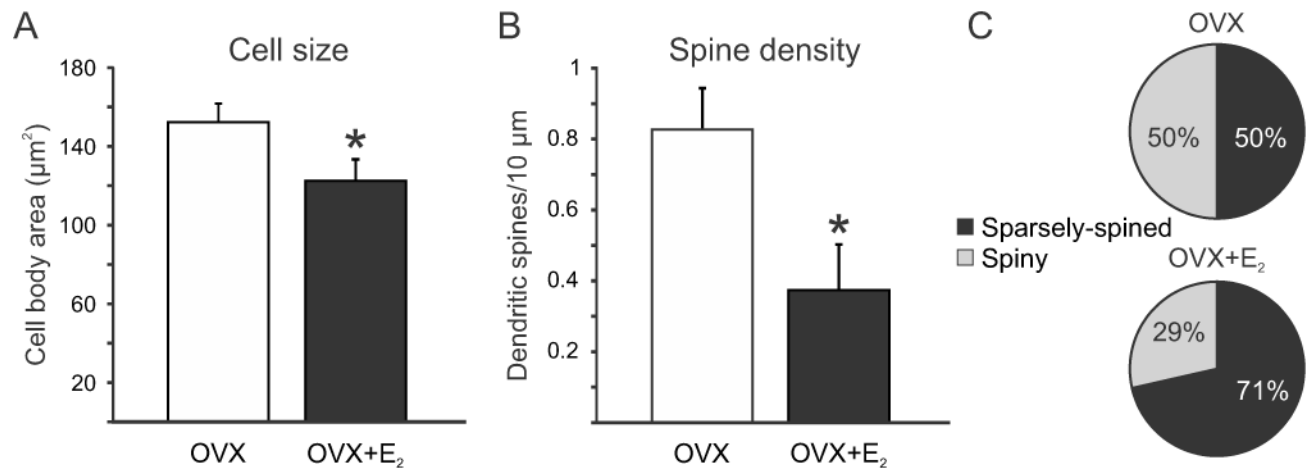 A
Cell size
Cell body area (µm²)
180
140
100
60
20
*
OVX
OVX+E₂
B
Spine density
Dendritic spines/10 µm
1
0.8
0.6
0.4
0.2
*
OVX
OVX+E₂
C
OVX
50%
50%
Sparsely-spined
Spiny
OVX+E₂
29%
71%